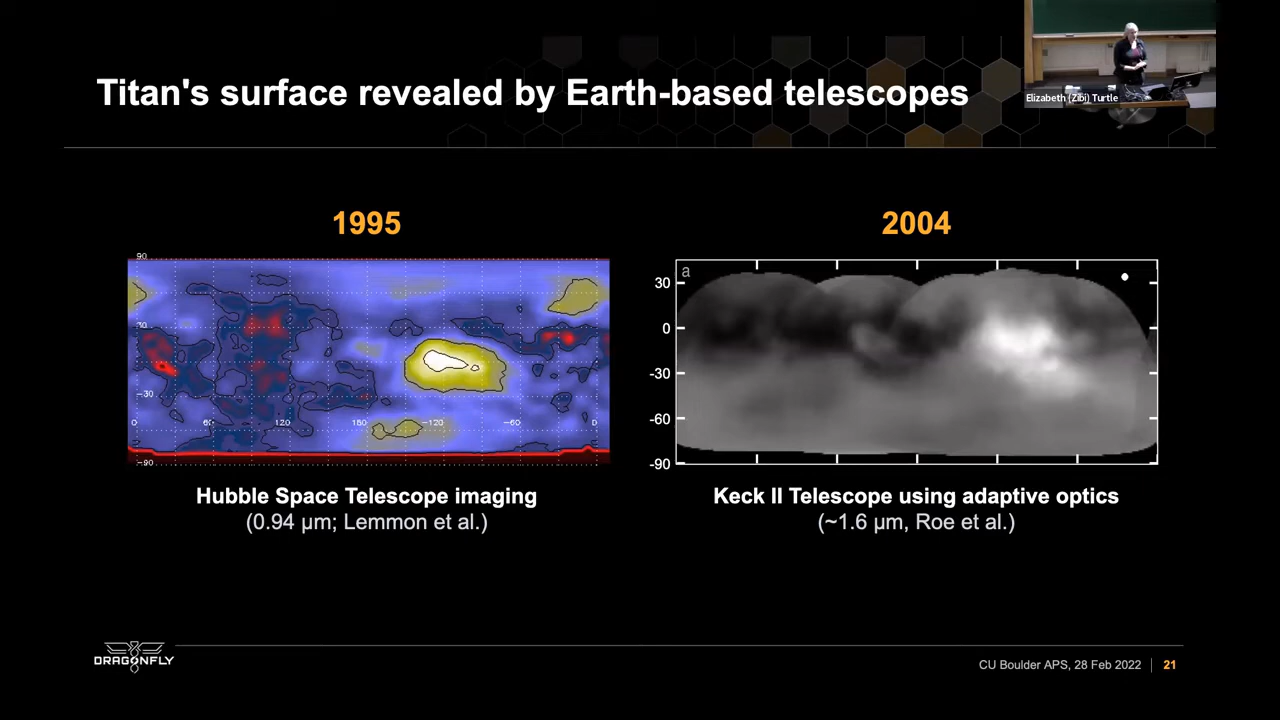 Titan's surface revealed by Earth-based telescopes
Elizabeth (Zibi) Turtle
1995
2004
90
30
-30
-90
0
60
120
-120
-60
0
a
30
0
-30
-60
-90
Hubble Space Telescope imaging
(0.94 µm; Lemmon et al.)
Keck II Telescope using adaptive optics
(~1.6 µm, Roe et al.)
DRAGONFLY
CU Boulder APS, 28 Feb 2022 | 21